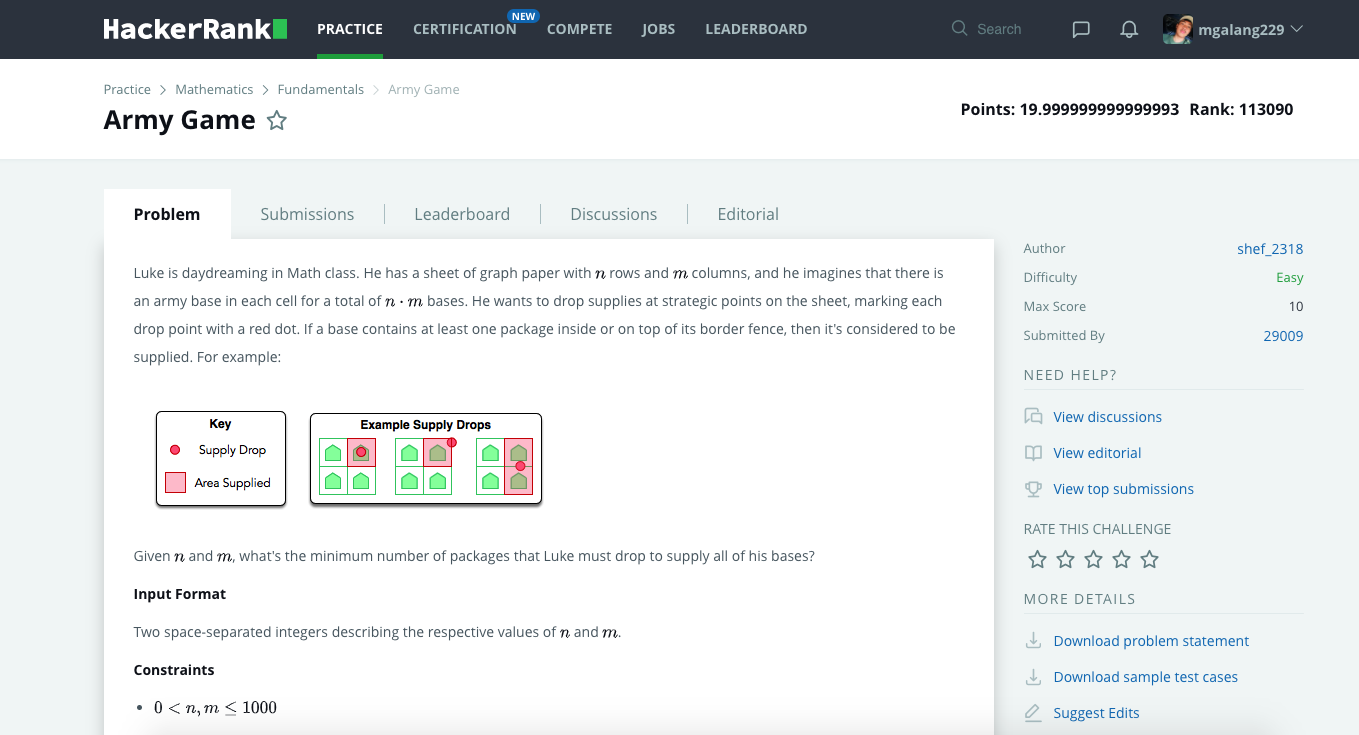 HackerRank
PRACTICE
CERTIFICATION
NEW
COMPETE
JOBS
LEADERBOARD
Search
mgalang229
Practice > Mathematics > Fundamentals > Army Game
Army Game
Points: 19.999999999999993 Rank: 113090
Problem
Submissions
Leaderboard
Discussions
Editorial
Luke is daydreaming in Math class. He has a sheet of graph paper with n rows and m columns, and he imagines that there is
an army base in each cell for a total of n · m bases. He wants to drop supplies at strategic points on the sheet, marking each
drop point with a red dot. If a base contains at least one package inside or on top of its border fence, then it's considered to be
supplied. For example:
Key
Supply Drop
Area Supplied
Example Supply Drops
Given n and m, what's the minimum number of packages that Luke must drop to supply all of his bases?
Input Format
Two space-separated integers describing the respective values of n and m.
Constraints
• 0 < n, m ≤ 1000
Author shef_2318
Difficulty Easy
Max Score 10
Submitted By 29009
NEED HELP?
View discussions
View editorial
View top submissions
RATE THIS CHALLENGE
MORE DETAILS
Download problem statement
Download sample test cases
Suggest Edits